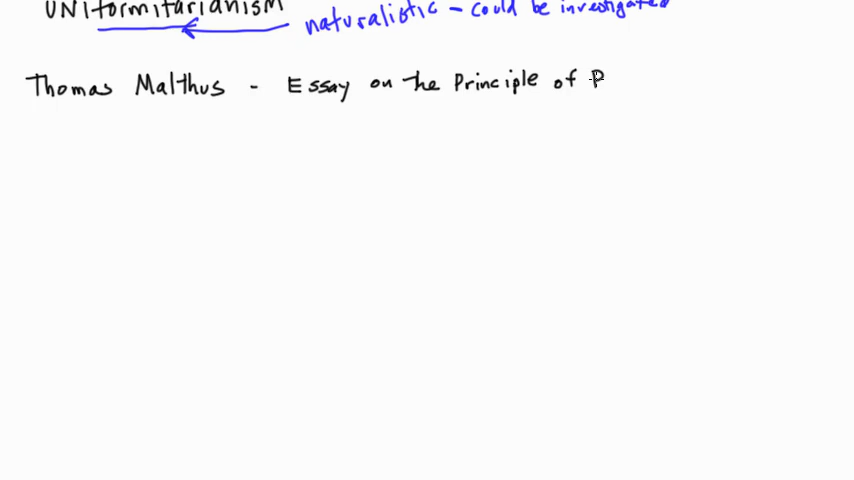 UNIformitarianism naturalistic - could be investigated
Thomas Malthus - Essay on the Principle of P